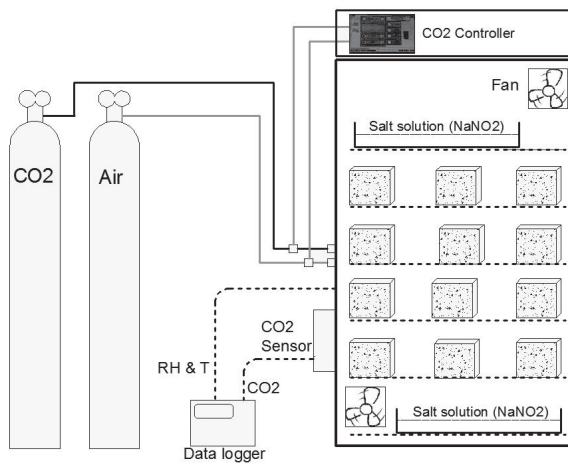 CO2 Controller
Fan
Salt solution (NaNO2)
CO2
Air
CO2
Sensor
RH & T
CO2
Salt solution (NaNO2)
Data logger